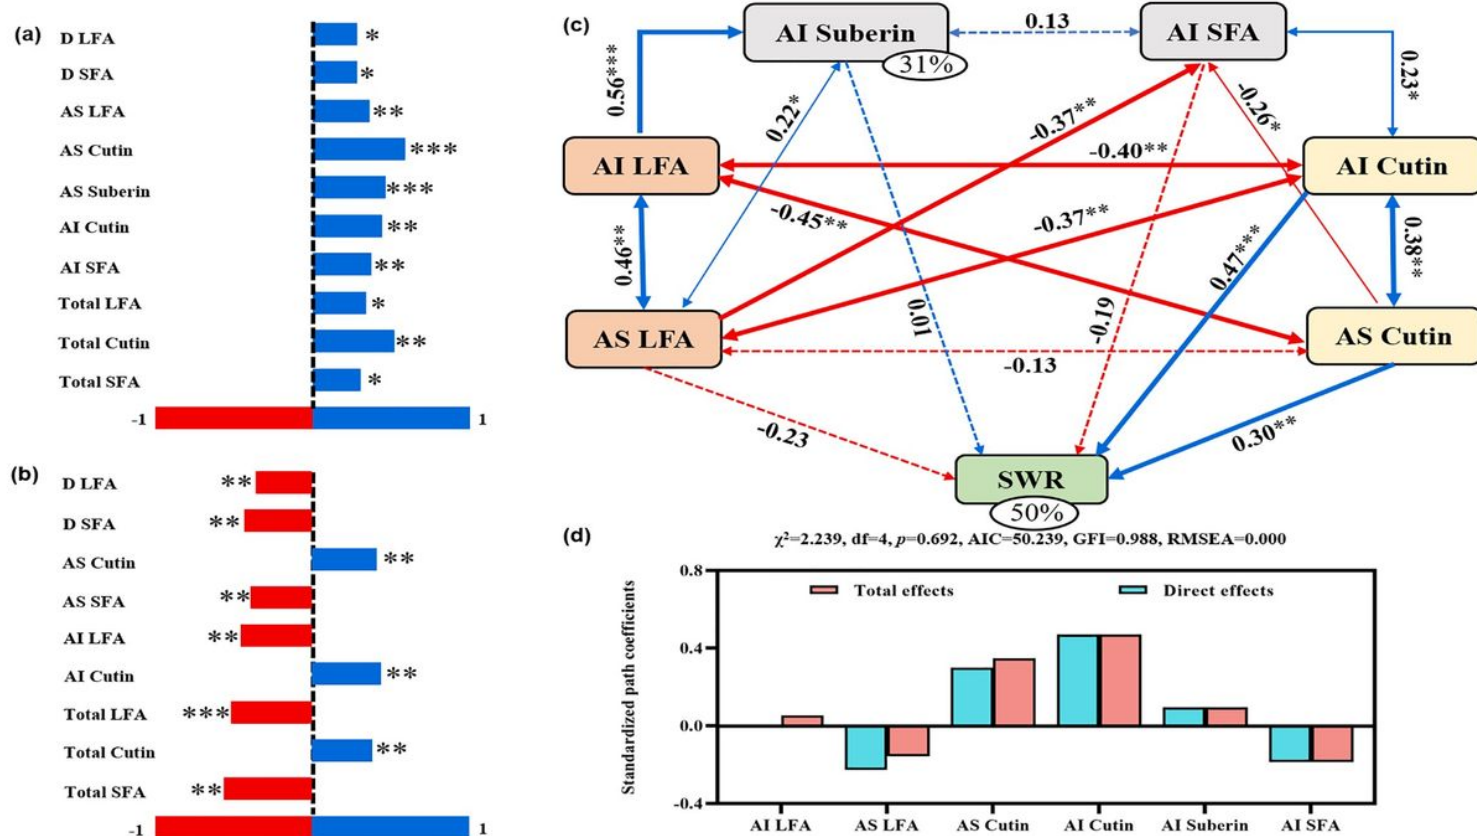 (a)
D LFA *
D SFA *
AS LFA **
AS Cutin ***
AS Suberin ***
AI Cutin **
AI SFA **
Total LFA *
Total Cutin **
Total SFA *
-1 1
(b)
D LFA **
D SFA **
AS Cutin **
AS SFA **
AI LFA **
AI Cutin **
Total LFA ***
Total Cutin **
Total SFA **
-1 1
(c)
AI Suberin
31%
0.13
AI SFA
0.56***
0.22*
-0.37**
-0.26*
0.23*
AI LFA
-0.40**
AI Cutin
-0.45**
-0.37**
0.46**
0.47***
0.38**
0.01
-0.19
AS LFA
AS Cutin
-0.13
-0.23
0.30**
SWR
50%
χ²=2.239, df=4, p=0.692, AIC=50.239, GFI=0.988, RMSEA=0.000
(d)
Standardized path coefficients
0.8
0.4
0.0
-0.4
Total effects
Direct effects
AI LFA
AS LFA
AS Cutin
AI Cutin
AI Suberin
AI SFA